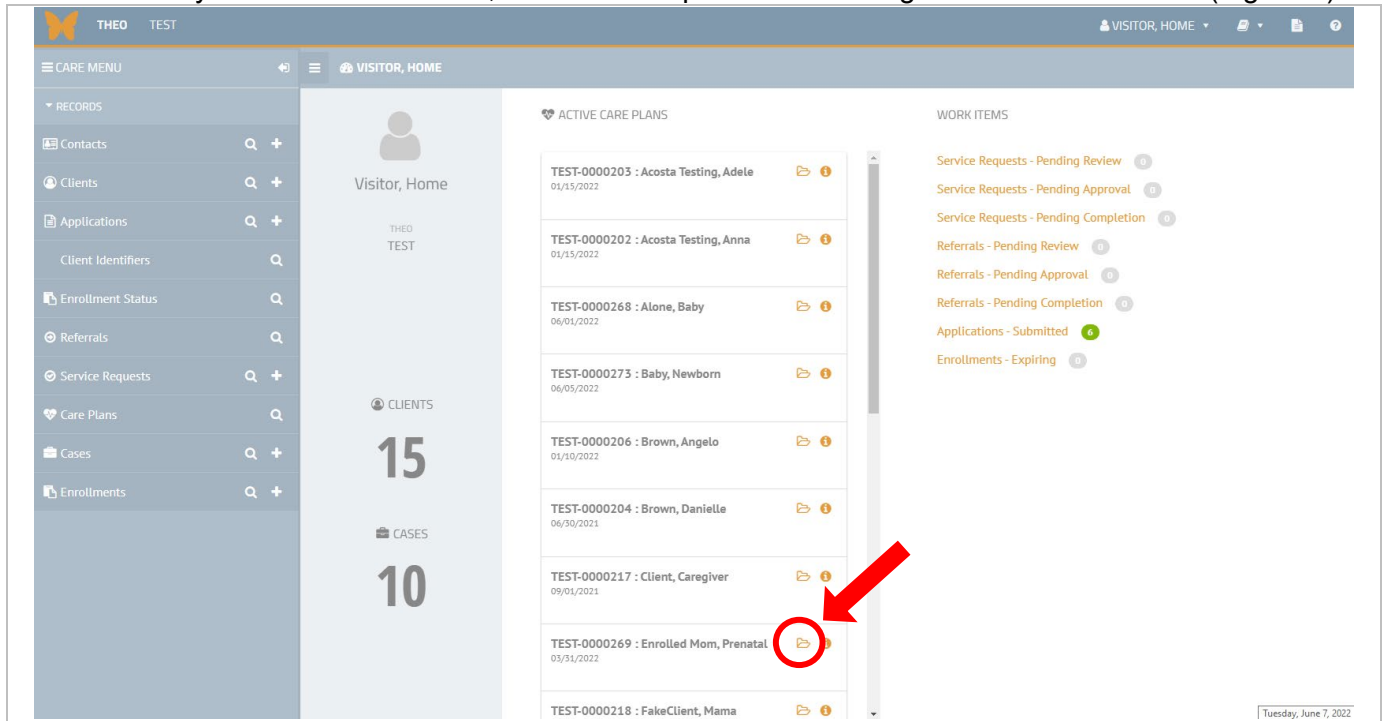 THEO TEST
VISITOR, HOME
CARE MENU
VISITOR, HOME
RECORDS
Contacts
Clients
Applications
Client Identifiers
Enrollment Status
Referrals
Service Requests
Care Plans
Cases
Enrollments
Visitor, Home
THEO
TEST
CLIENTS
15
CASES
10
ACTIVE CARE PLANS
TEST-0000203 : Acosta Testing, Adele
01/15/2022
TEST-0000202 : Acosta Testing, Anna
01/15/2022
TEST-0000268 : Alone, Baby
06/01/2022
TEST-0000273 : Baby, Newborn
06/05/2022
TEST-0000206 : Brown, Angelo
01/10/2022
TEST-0000204 : Brown, Danielle
06/30/2021
TEST-0000217 : Client, Caregiver
09/01/2021
TEST-0000269 : Enrolled Mom, Prenatal
03/31/2022
TEST-0000218 : FakeClient, Mama
WORK ITEMS
Service Requests - Pending Review 0
Service Requests - Pending Approval 0
Service Requests - Pending Completion 0
Referrals - Pending Review 0
Referrals - Pending Approval 0
Referrals - Pending Completion 0
Applications - Submitted 6
Enrollments - Expiring 0
Tuesday, June 7, 2022